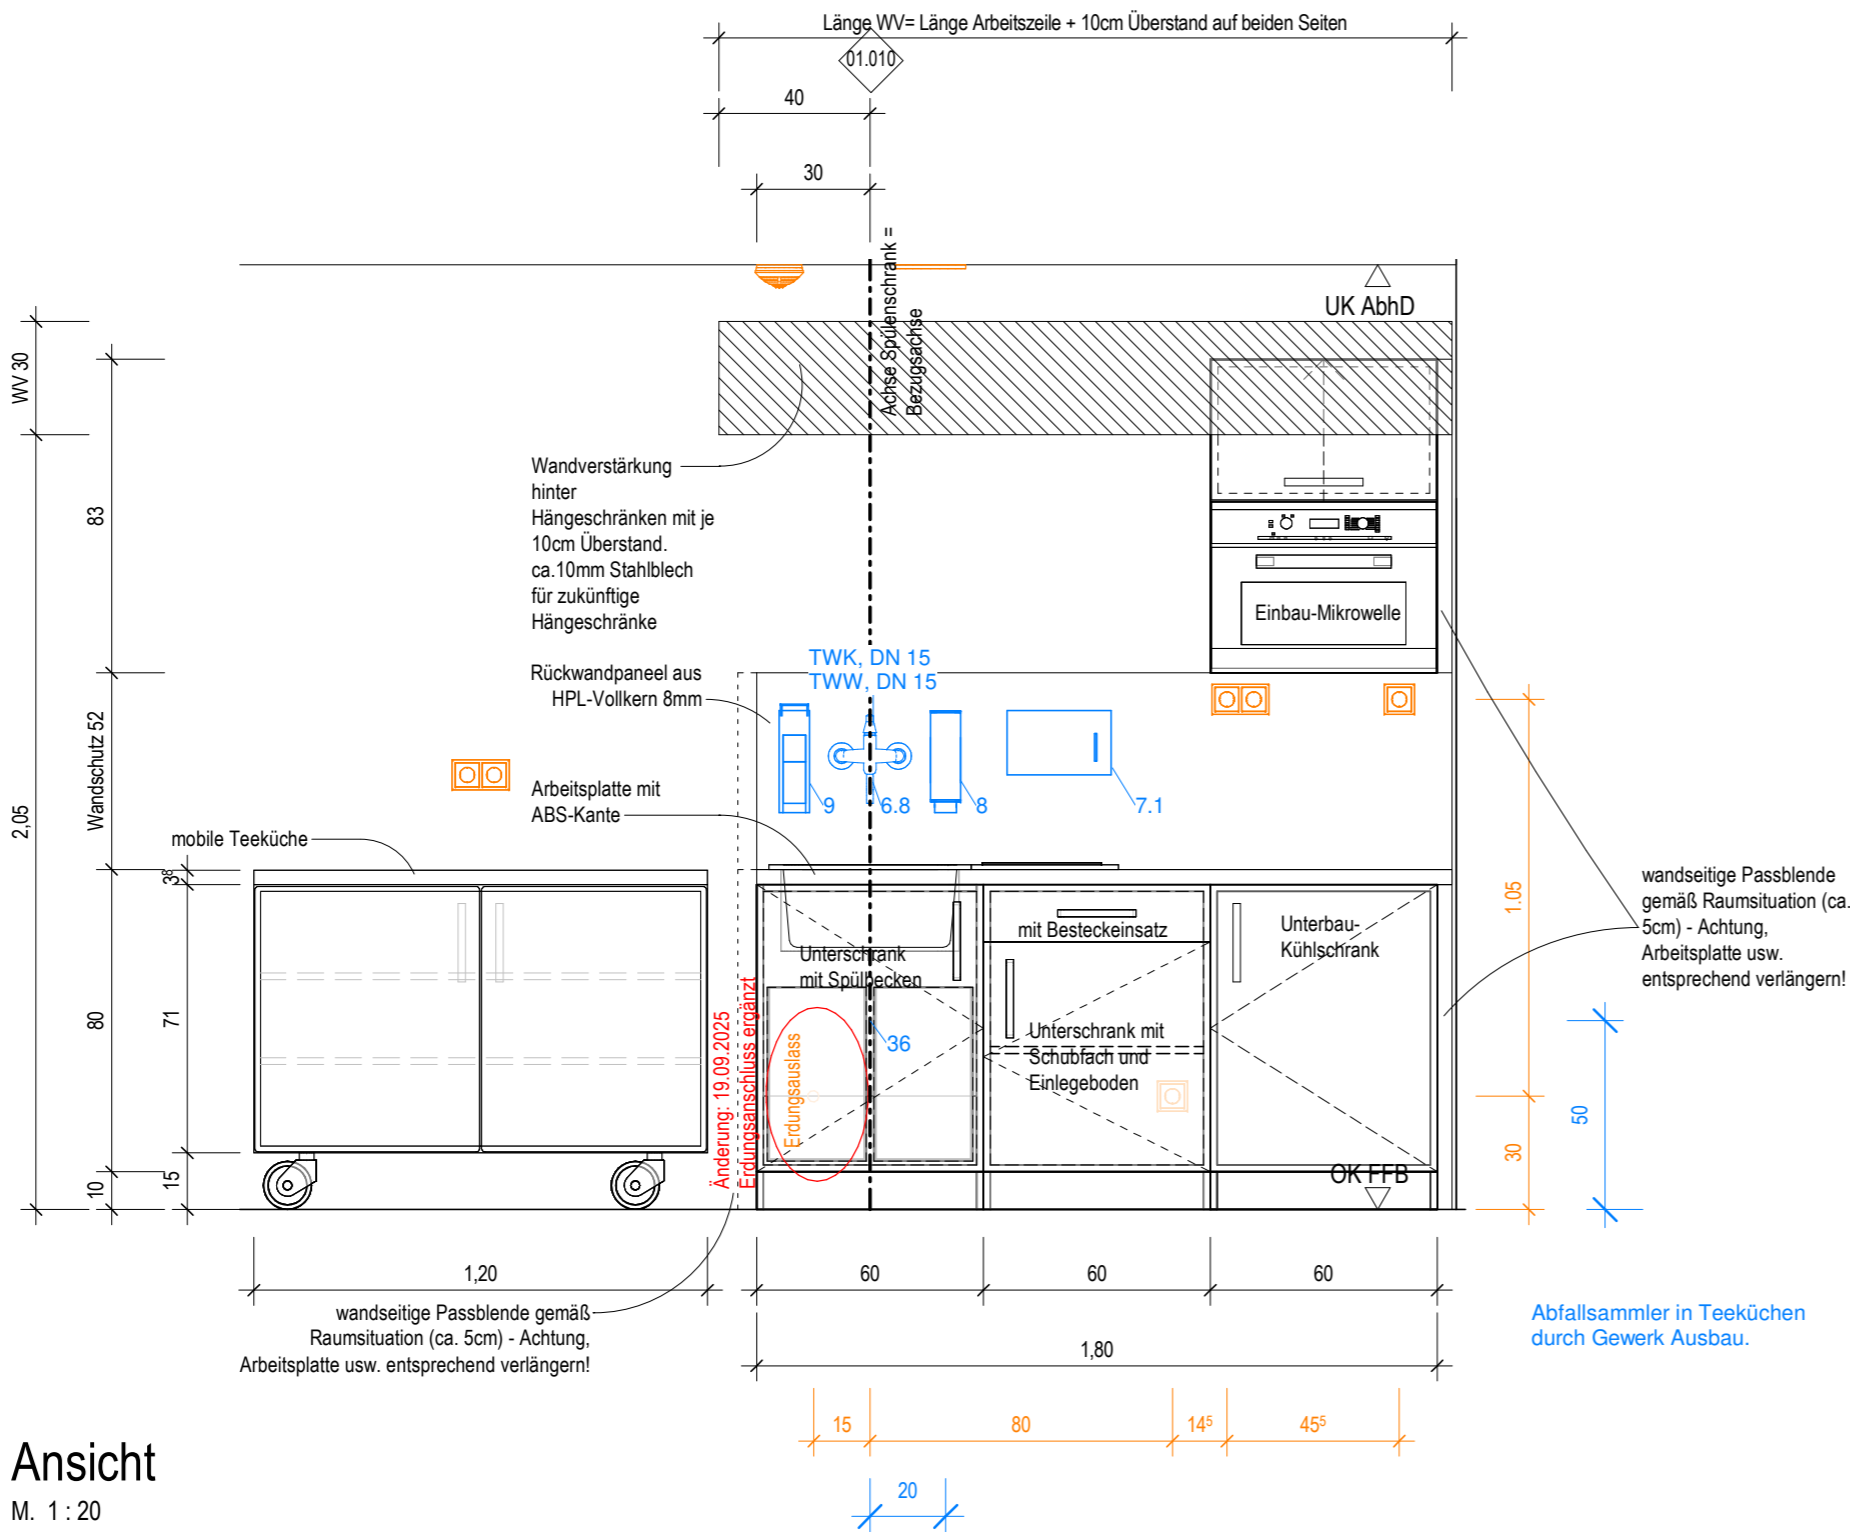 Länge WV= Länge Arbeitszeile + 10cm Überstand auf beiden Seiten
01.010
40
30
Achse Spülenschrank =
Bezugsachse
UK AbhD
WV 30
2,05
83
Wandschutz 52
80
10
3⁸
71
15
Wandverstärkung
hinter
Hängeschränken mit je
10cm Überstand.
ca.10mm Stahlblech
für zukünftige
Hängeschränke
Einbau-Mikrowelle
TWK, DN 15
TWW, DN 15
Rückwandpaneel aus
HPL-Vollkern 8mm
9
6.8
8
7.1
Arbeitsplatte mit
ABS-Kante
mobile Teeküche
Unterschrank
mit Spülbecken
mit Besteckeinsatz
Unterbau-
Kühlschrank
wandseitige Passblende
gemäß Raumsituation (ca.
5cm) - Achtung,
Arbeitsplatte usw.
entsprechend verlängern!
1.05
30
50
36
Unterschrank mit
Schubfach und
Einlegeboden
Erdungsauslass
Änderung: 19.09.2025
Erdungsanschluss ergänzt
OK FFB
1,20
60
60
60
wandseitige Passblende gemäß
Raumsituation (ca. 5cm) - Achtung,
Arbeitsplatte usw. entsprechend verlängern!
1,80
Abfallsammler in Teeküchen
durch Gewerk Ausbau.
15
80
14⁵
45⁵
20
Ansicht
M. 1 : 20